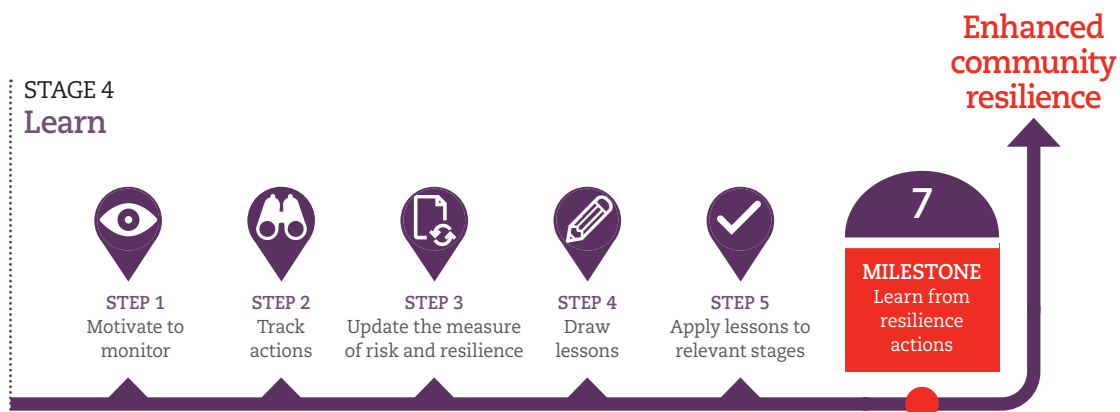 STAGE 4
Learn
STEP 1
Motivate to
monitor
STEP 2
Track
actions
STEP 3
Update the measure
of risk and resilience
STEP 4
Draw
lessons
STEP 5
Apply lessons to
relevant stages
7
MILESTONE
Learn from
resilience
actions
Enhanced
community
resilience